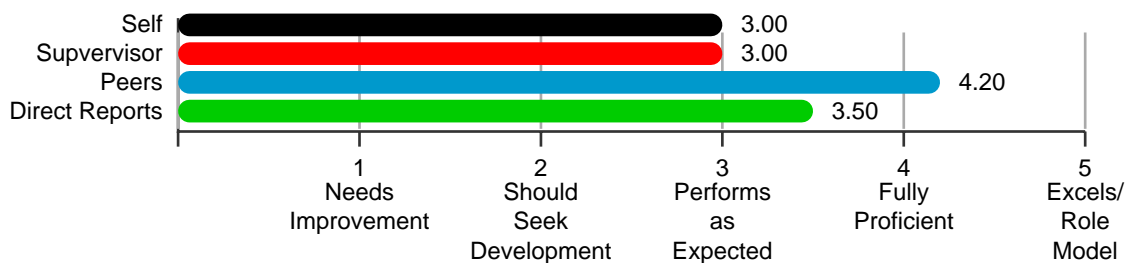 Self 3.00
Supvervisor 3.00
Peers 4.20
Direct Reports 3.50
1 2 3 4 5
Needs Should Performs Fully Excels/
Improvement Seek as Proficient Role
Development Expected Model